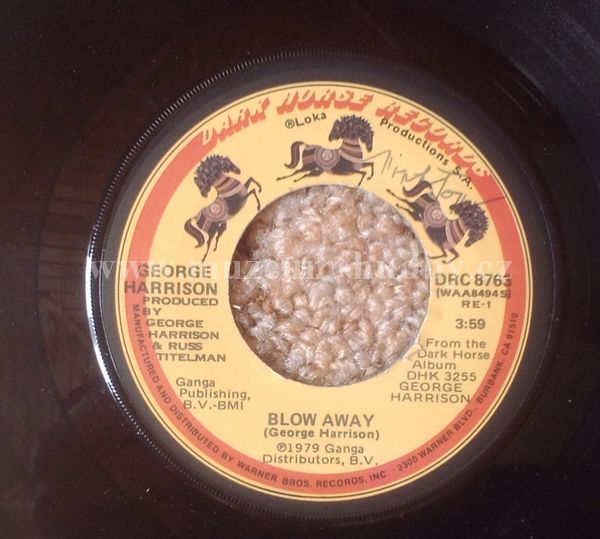 DARK HORSE RECORDS
®Loka Productions S.A.
GEORGE
HARRISON
PRODUCED
BY
GEORGE
HARRISON
& RUSS
TITELMAN
Ganga
Publishing,
B.V.-BMI
DRC 8763
(WAA8494S)
RE-1
3:59
From the
Dark Horse
Album
DHK 3255
GEORGE
HARRISON
BLOW AWAY
(George Harrison)
℗1979 Ganga
Distributors, B.V.
MANUFACTURED AND DISTRIBUTED BY WARNER BROS. RECORDS, INC. · 3300 WARNER BLVD., BURBANK, CA 91510